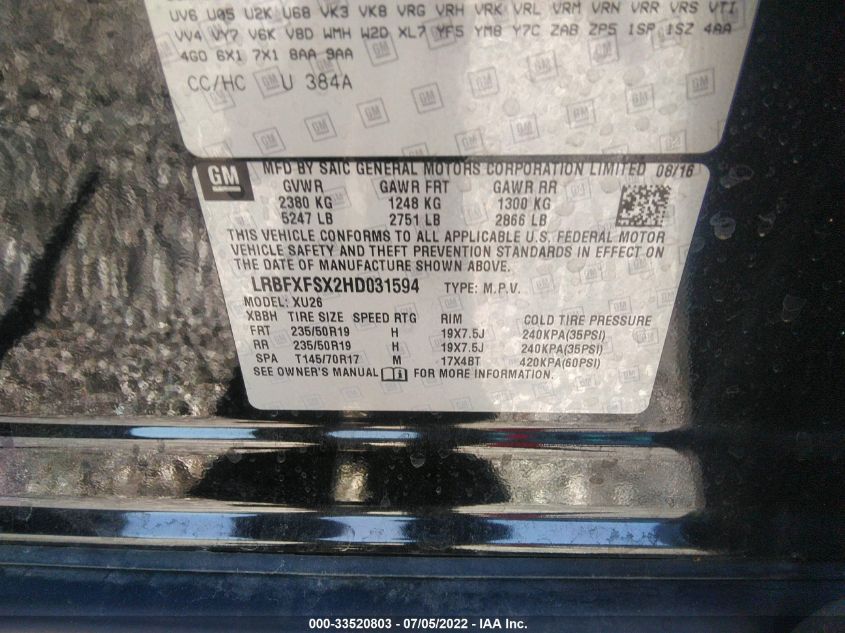 UV6 U05 U2K U68 VK3 VK8 VRG VRH VRK VRL VRM VRN VRR VRS VTI
VV4 VY7 V6K V8D WMH W2D XL7 YF5 YM8 Y7C ZAB ZP5 1SP 1SZ 4AA
4G0 6X1 7X1 8AA 9AA
CC/HC U 384A
GM
MFD BY SAIC GENERAL MOTORS CORPORATION LIMITED 08/16
GVWR GAWR FRT GAWR RR
2380 KG 1248 KG 1300 KG
5247 LB 2751 LB 2866 LB
THIS VEHICLE CONFORMS TO ALL APPLICABLE U.S. FEDERAL MOTOR
VEHICLE SAFETY AND THEFT PREVENTION STANDARDS IN EFFECT ON
THE DATE OF MANUFACTURE SHOWN ABOVE.
LRBFXFSX2HD031594 TYPE: M.P.V.
MODEL: XU26
XBBH TIRE SIZE SPEED RTG RIM COLD TIRE PRESSURE
FRT 235/50R19 H 19X7.5J 240KPA(35PSI)
RR 235/50R19 H 19X7.5J 240KPA(35PSI)
SPA T145/70R17 M 17X4BT 420KPA(60PSI)
SEE OWNER'S MANUAL FOR MORE INFORMATION.
000-33520803 - 07/05/2022 - © IAA Inc.